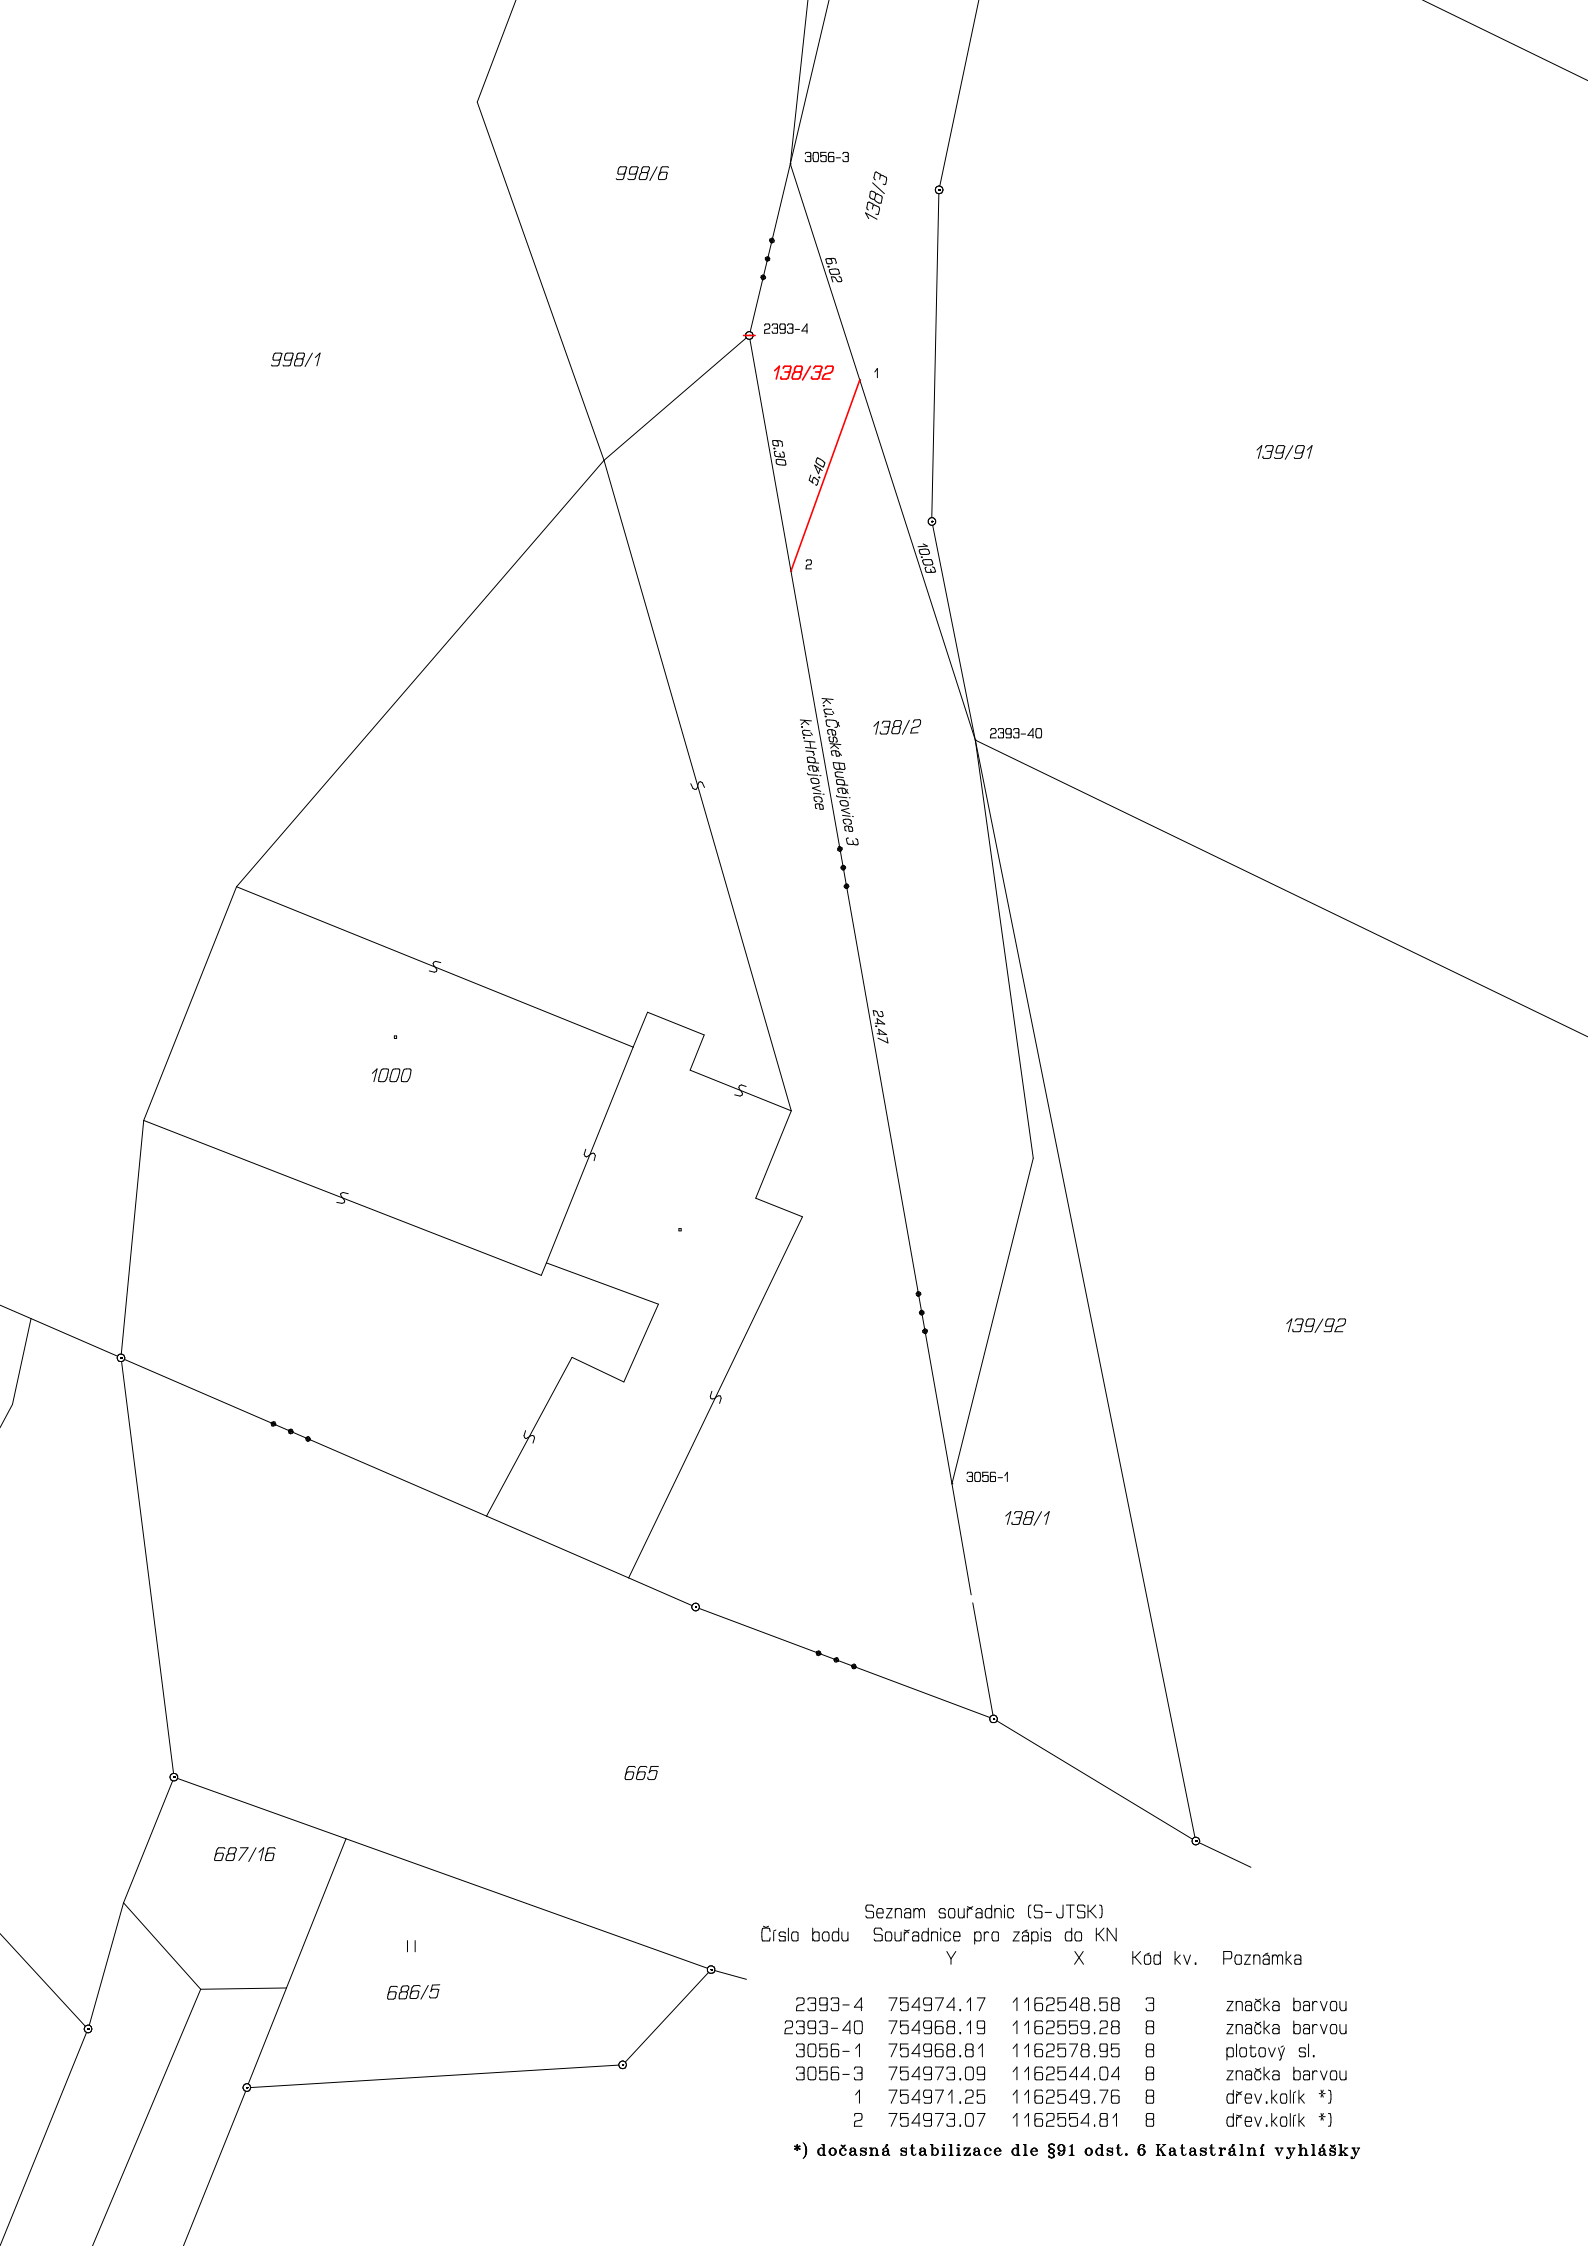 3056-3
998/6
138/3
6.02
2393-4
998/1
138/32
1
6.30
5.40
139/91
10.03
2
k.ú.České Budějovice 3
k.ú.Hrdějovice
138/2
2393-40
24.47
1000
139/92
3056-1
138/1
665
687/16
686/5
Seznam souřadnic (S-JTSK)
Číslo bodu Souřadnice pro zápis do KN
Y X Kód kv. Poznámka
2393-4 754974.17 1162548.58 3 značka barvou
2393-40 754968.19 1162559.28 8 značka barvou
3056-1 754968.81 1162578.95 8 plotový sl.
3056-3 754973.09 1162544.04 8 značka barvou
1 754971.25 1162549.76 8 dřev.kolík *)
2 754973.07 1162554.81 8 dřev.kolík *)
*) dočasná stabilizace dle §91 odst. 6 Katastrální vyhlášky